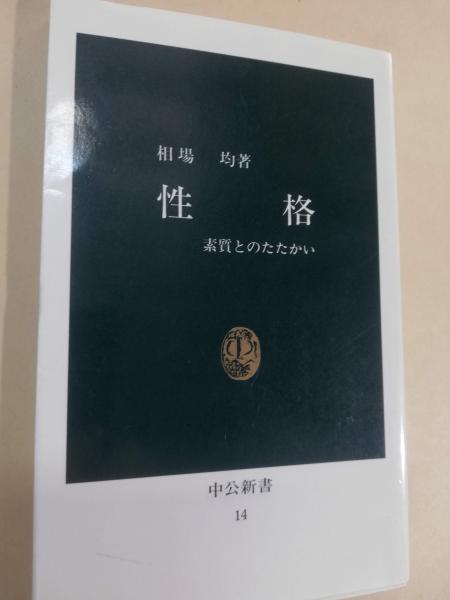 相場 均著
性格
素質とのたたかい
中公新書
14